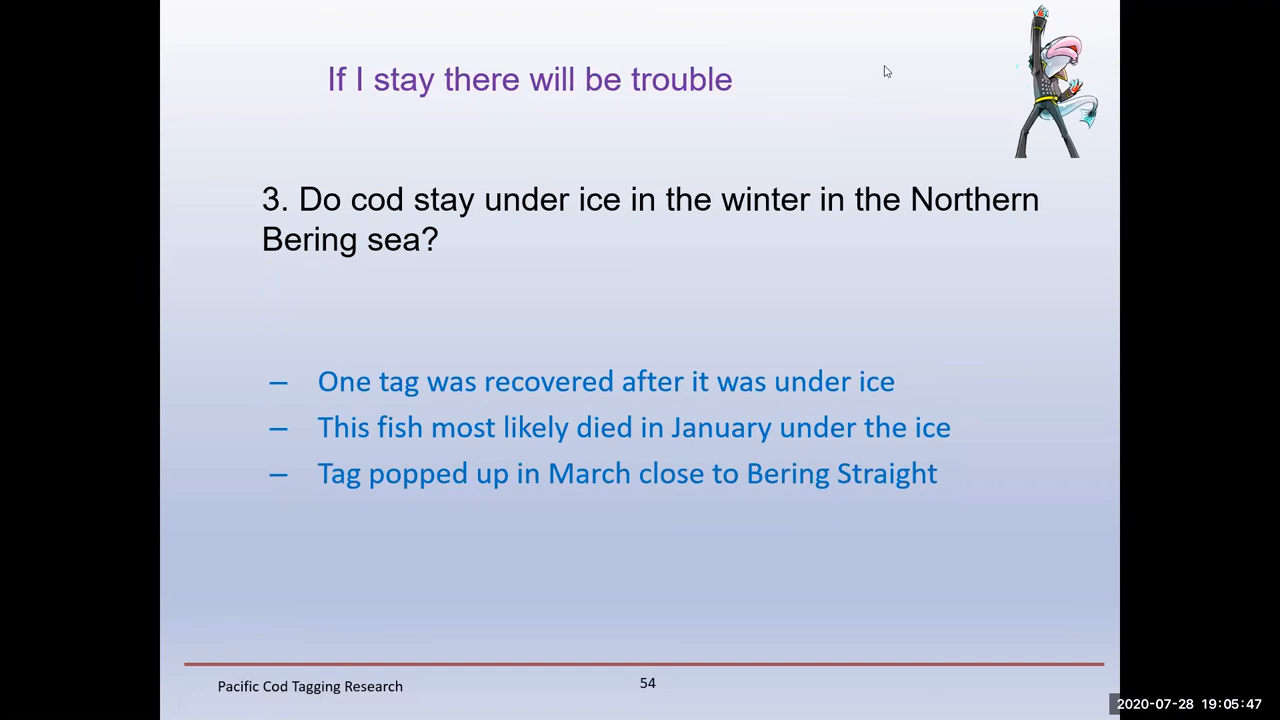 If I stay there will be trouble
3. Do cod stay under ice in the winter in the Northern
Bering sea?
– One tag was recovered after it was under ice
– This fish most likely died in January under the ice
– Tag popped up in March close to Bering Straight
Pacific Cod Tagging Research
54
2020-07-28 19:05:47